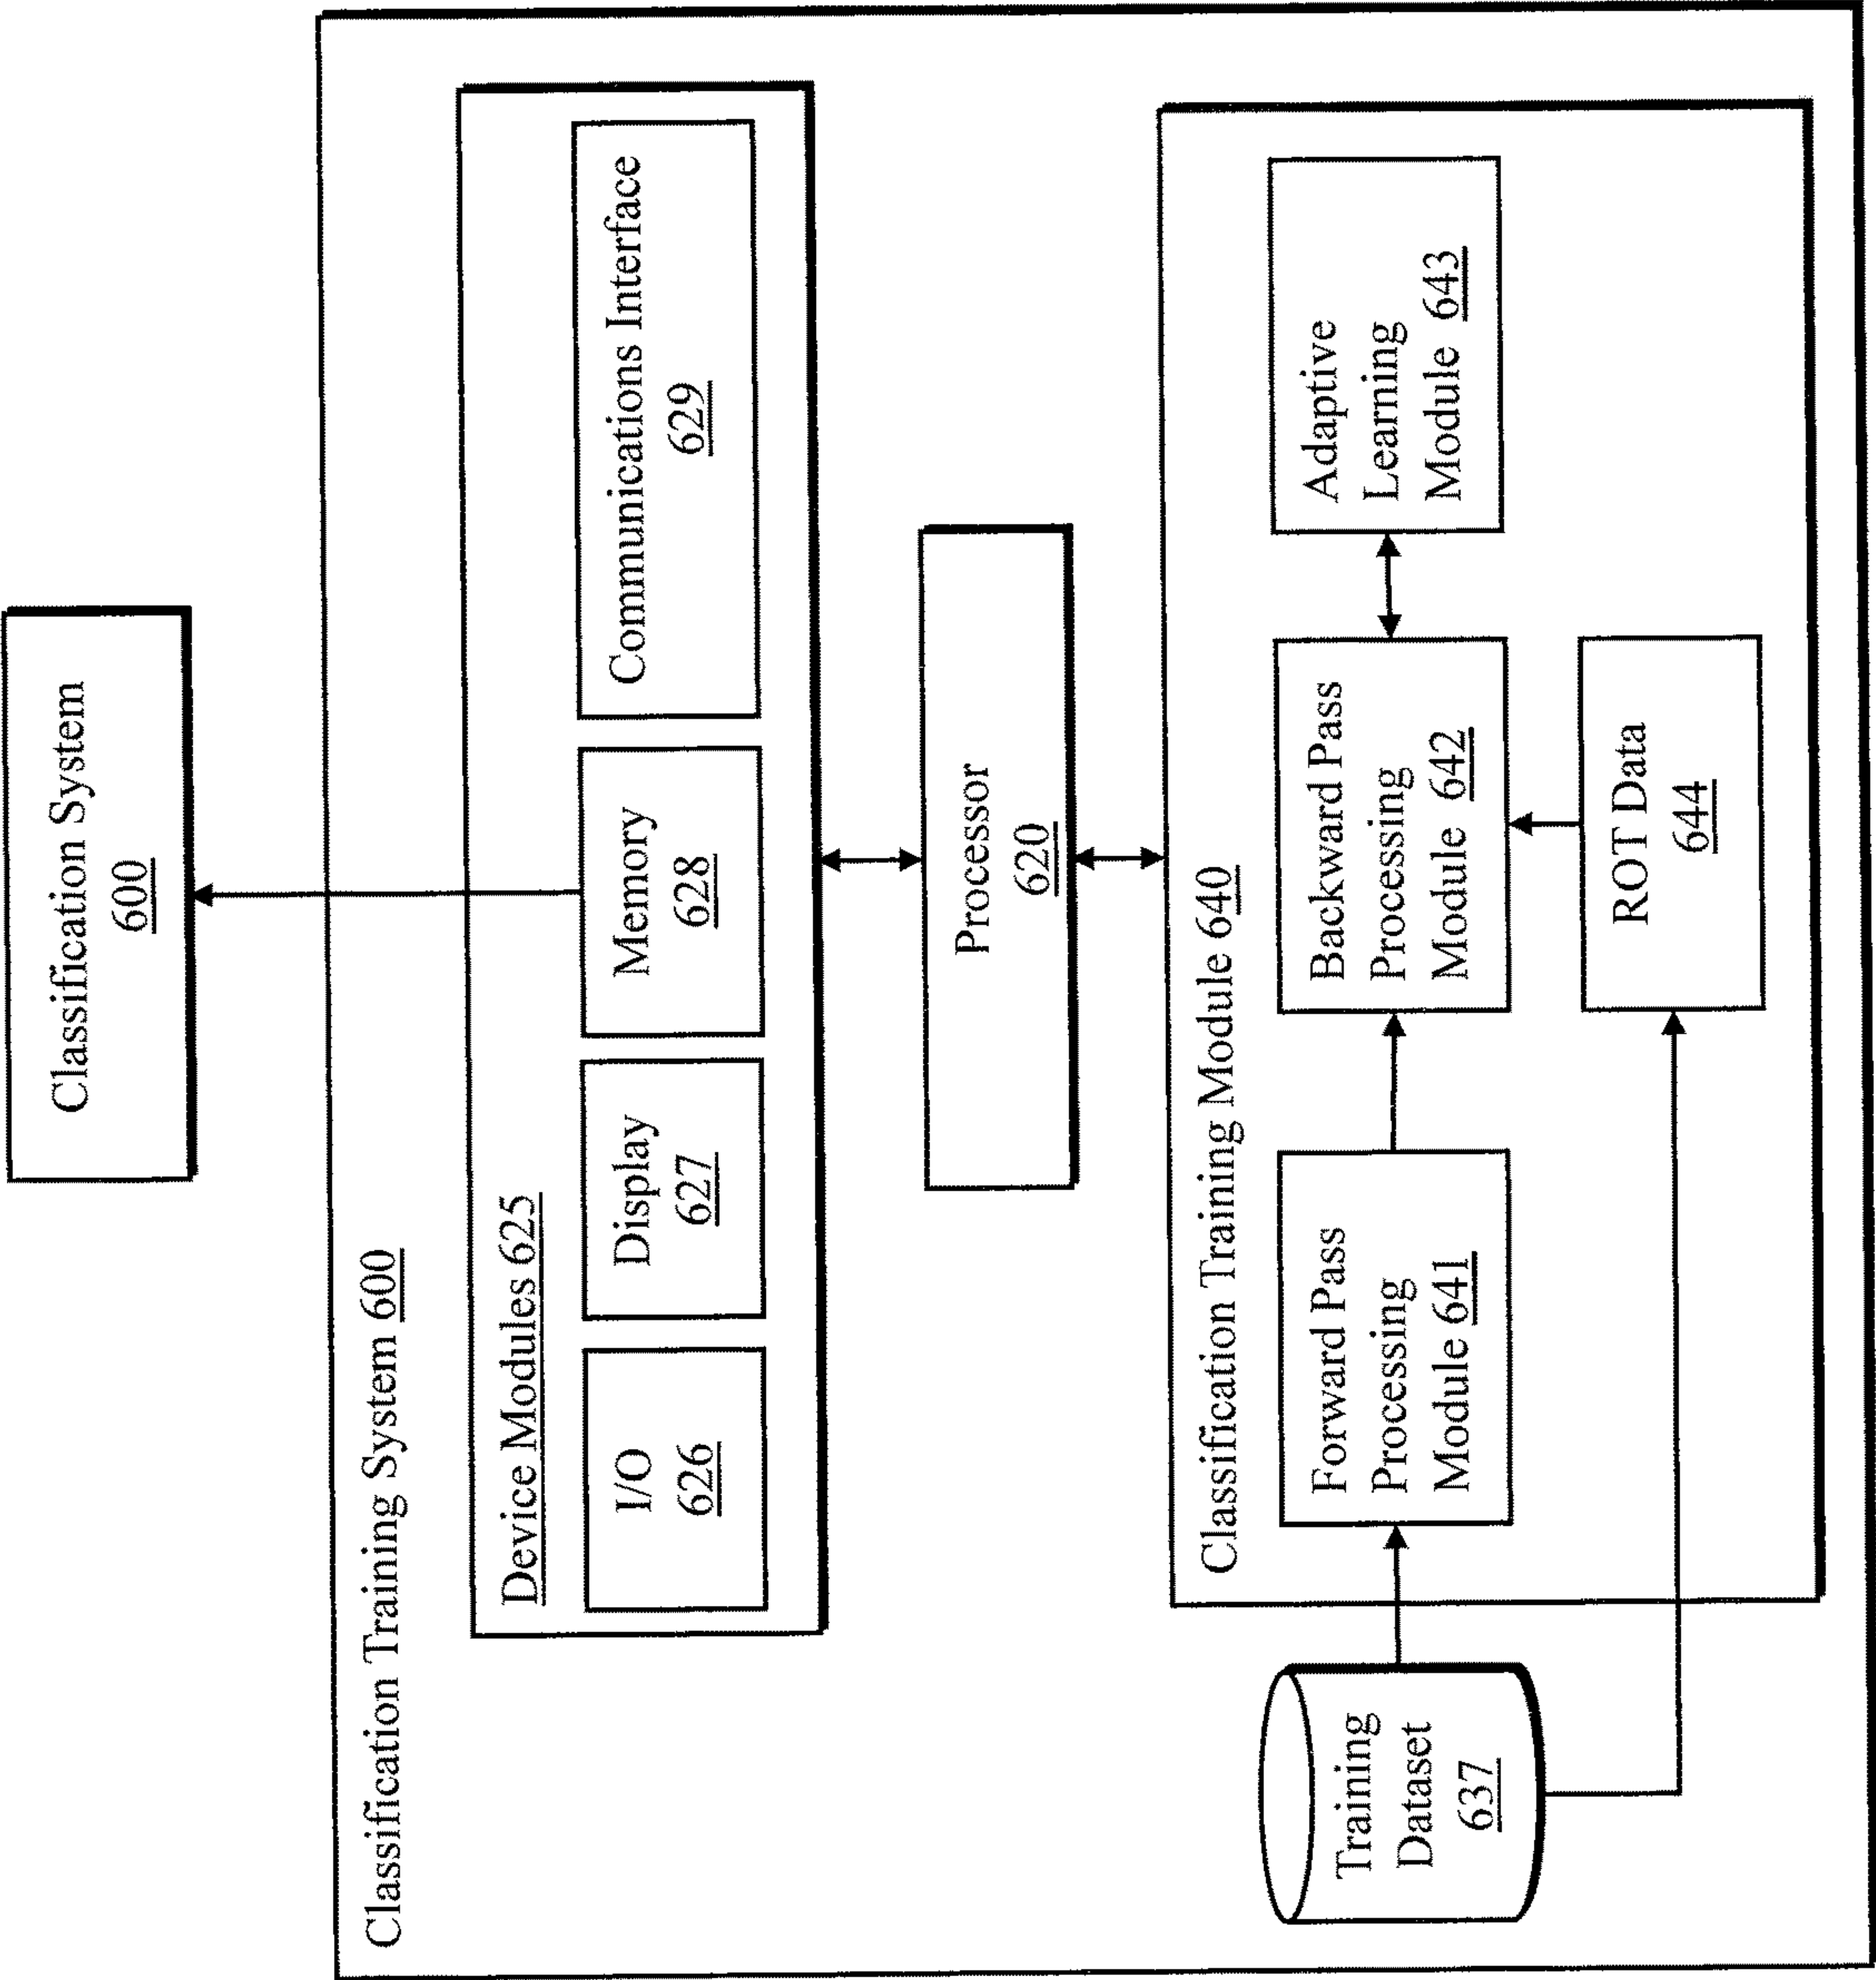 Classification System
600
Classification Training System 600
Device Modules 625
I/O
626
Display
627
Memory
628
Communications Interface
629
Processor
620
Classification Training Module 640
Training
Dataset
637
Forward Pass
Processing
Module 641
Backward Pass
Processing
Module 642
Adaptive
Learning
Module 643
ROT Data
644